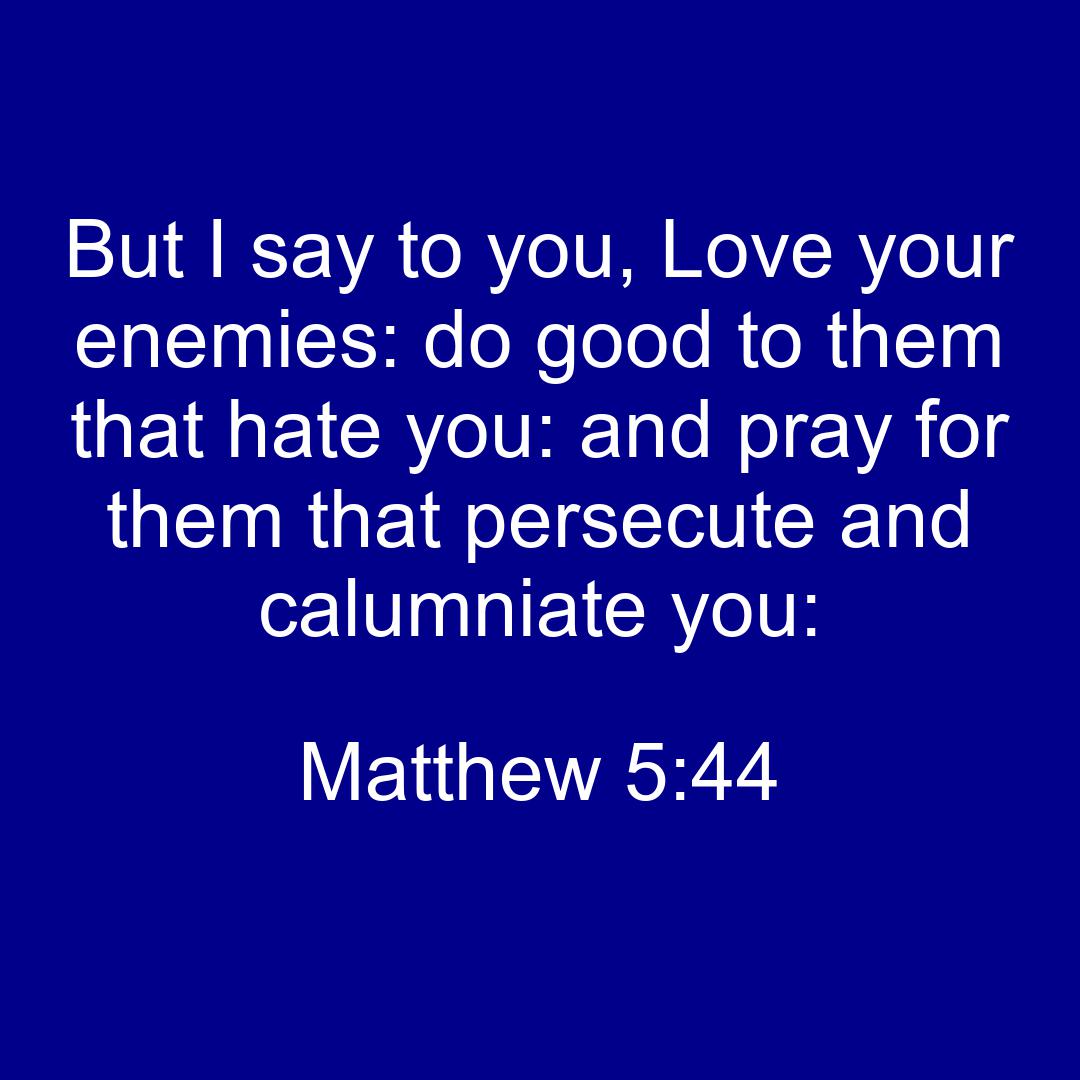 But I say to you, Love your
enemies: do good to them
that hate you: and pray for
them that persecute and
calumniate you:
Matthew 5:44